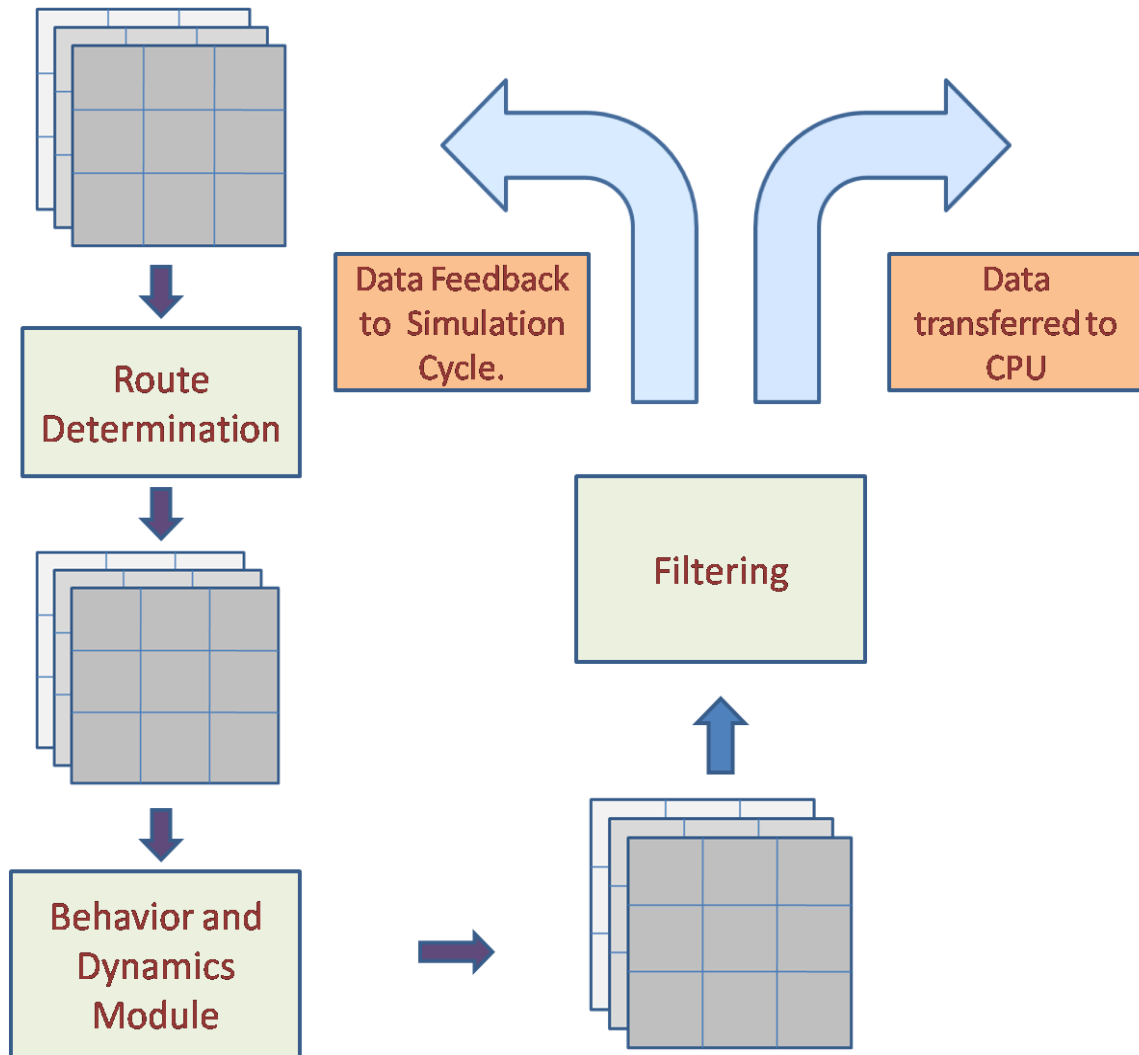 Data Feedback
to Simulation
Cycle.
Data
transferred to
CPU
Route
Determination
Filtering
Behavior and
Dynamics
Module